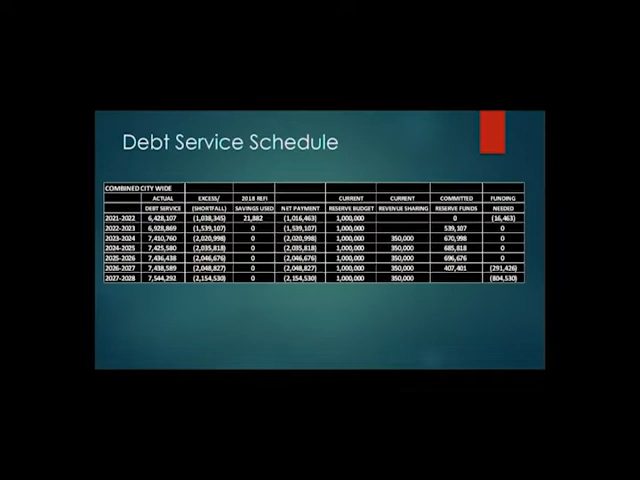 Debt Service Schedule
COMBINED CITY WIDE
ACTUAL EXCESS/ 2018 REFI CURRENT CURRENT COMMITTED FUNDING
DEBT SERVICE (SHORTFALL) SAVINGS USED NET PAYMENT RESERVE BUDGET REVENUE SHARING RESERVE FUNDS NEEDED
2021-2022 6,428,107 (1,038,345) 21,882 (1,016,463) 1,000,000 0 (16,463)
2022-2023 6,928,869 (1,539,107) 0 (1,539,107) 1,000,000 539,107 0
2023-2024 7,410,760 (2,020,998) 0 (2,020,998) 1,000,000 350,000 670,998 0
2024-2025 7,425,580 (2,035,818) 0 (2,035,818) 1,000,000 350,000 685,818 0
2025-2026 7,436,438 (2,046,676) 0 (2,046,676) 1,000,000 350,000 696,676 0
2026-2027 7,438,589 (2,048,827) 0 (2,048,827) 1,000,000 350,000 407,401 (291,426)
2027-2028 7,544,292 (2,154,530) 0 (2,154,530) 1,000,000 350,000 (804,530)